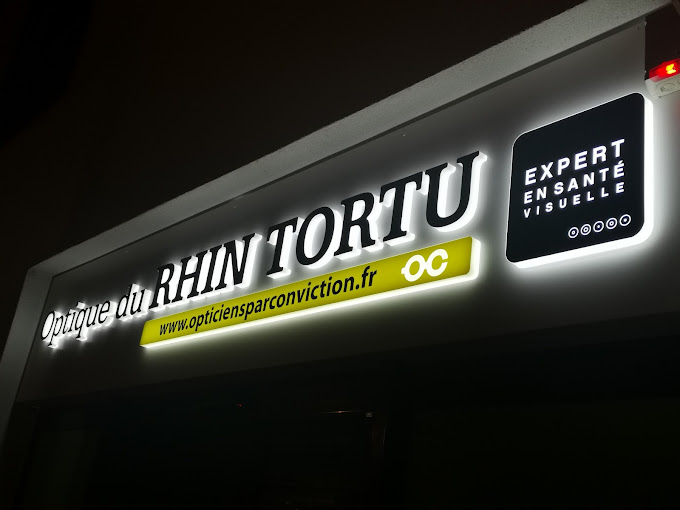 Optique du RHIN TORTU
www.opticiensparconviction.fr OC
EXPERT
EN SANTÉ
VISUELLE